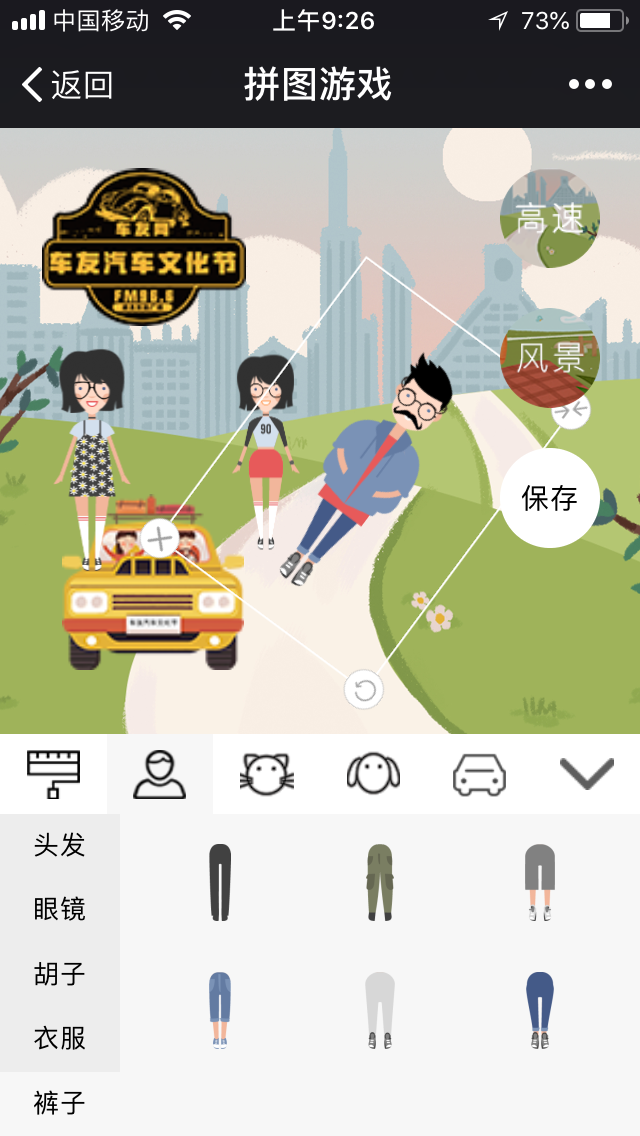 中国移动
上午9:26
73%
返回
拼图游戏
车友网
车友汽车文化节
FM96.6
高速
风景
90
保存
车友汽车文化节
头发
眼镜
胡子
衣服
裤子